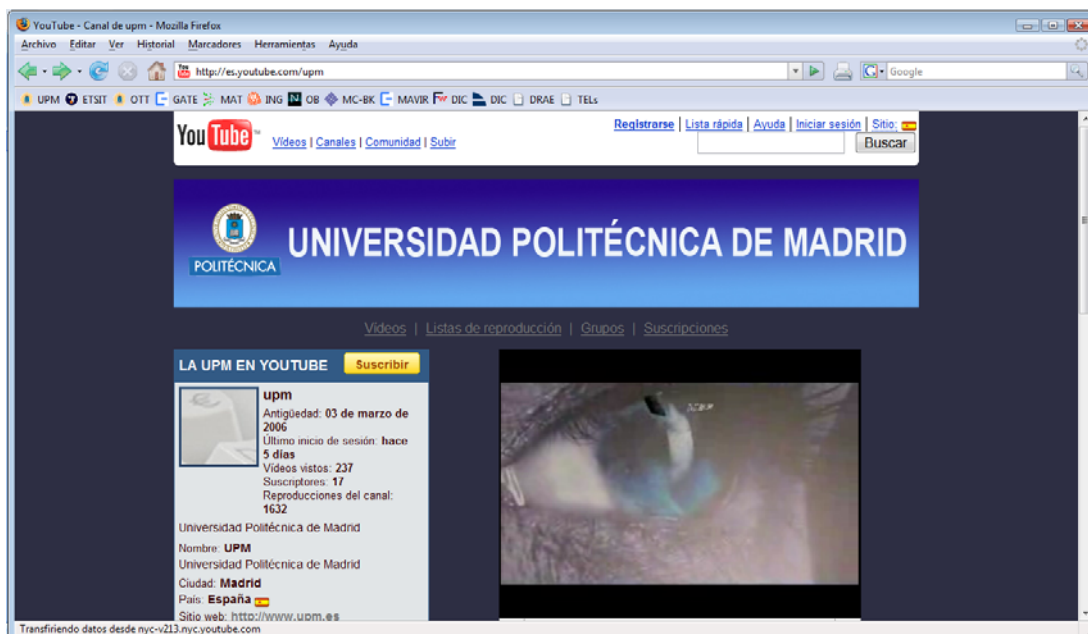 YouTube - Canal de upm - Mozilla Firefox
Archivo Editar Ver Historial Marcadores Herramientas Ayuda
http://es.youtube.com/upm
Google
UPM ETSIT OTT GATE MAT ING OB MC-BK MAVIR DIC DIC DRAE TELs
Registrarse | Lista rápida | Ayuda | Iniciar sesión | Sitio:
You Tube
Vídeos | Canales | Comunidad | Subir
Buscar
POLITÉCNICA
UNIVERSIDAD POLITÉCNICA DE MADRID
Vídeos | Listas de reproducción | Grupos | Suscripciones
LA UPM EN YOUTUBE
Suscribir
upm
Antigüedad: 03 de marzo de
2006
Último inicio de sesión: hace
5 días
Vídeos vistos: 237
Suscriptores: 17
Reproducciones del canal:
1632
Universidad Politécnica de Madrid
Nombre: UPM
Universidad Politécnica de Madrid
Ciudad: Madrid
País: España
Sitio web: http://www.upm.es
Transfiriendo datos desde nyc-v213.nyc.youtube.com